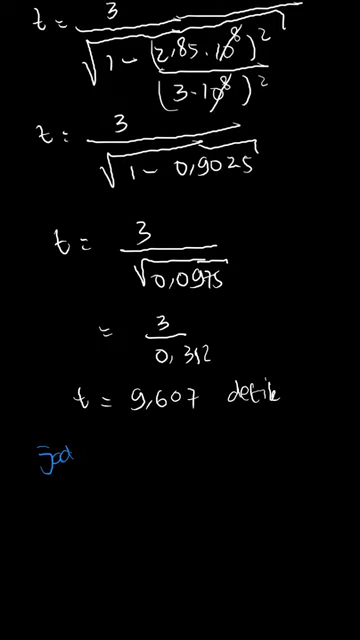 t = 3 / √(1 - (2,85 · 10⁸)² / (3 · 10⁸)²)
t = 3 / √(1 - 0,9025)
t = 3 / √0,0975
= 3 / 0,312
t = 9,607 detik
jad